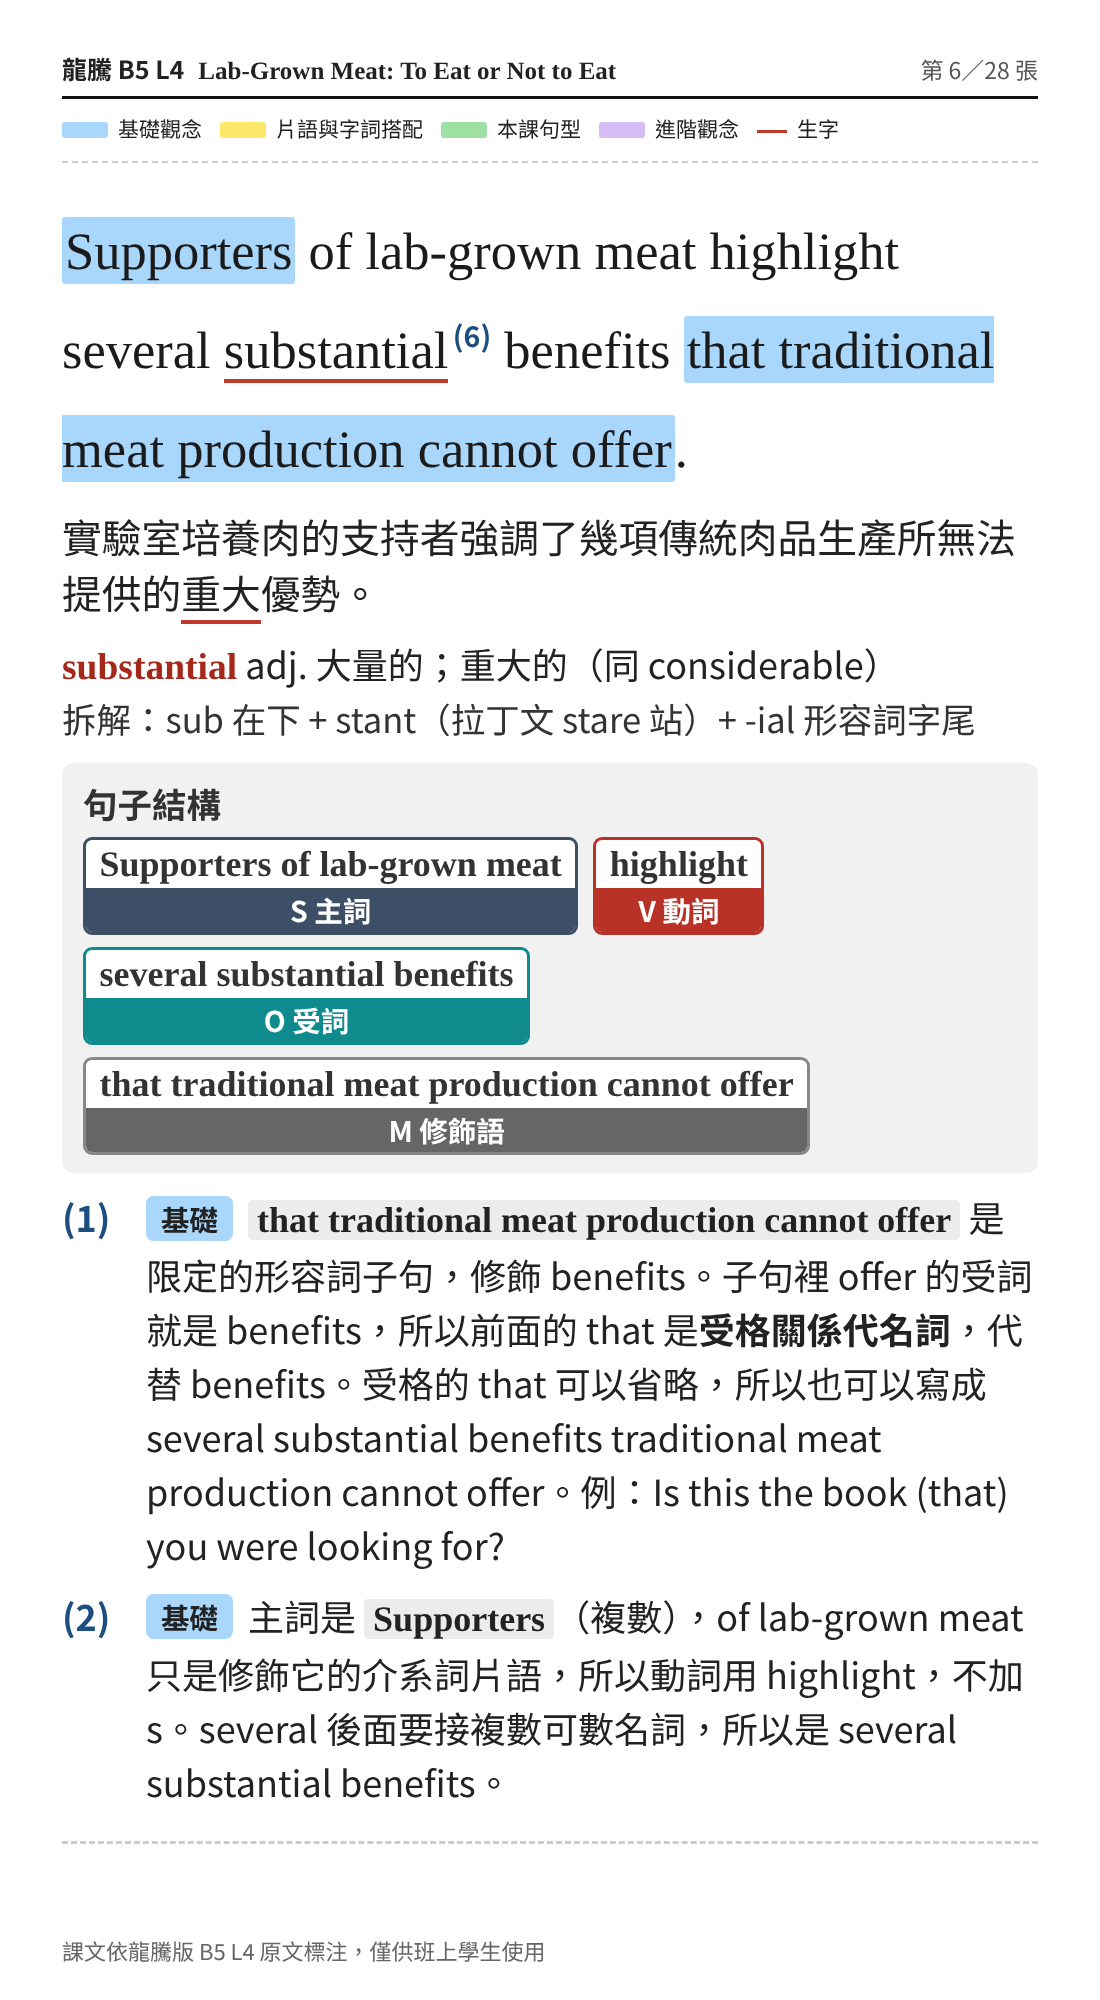 龍騰 B5 L4 Lab-Grown Meat: To Eat or Not to Eat 第 6／28 張
基礎觀念 片語與字詞搭配 本課句型 進階觀念 生字
Supporters of lab-grown meat highlight
several substantial(6) benefits that traditional
meat production cannot offer.
實驗室培養肉的支持者強調了幾項傳統肉品生產所無法
提供的重大優勢。
substantial adj. 大量的；重大的（同 considerable）
拆解：sub 在下 + stant（拉丁文 stare 站）+ -ial 形容詞字尾
句子結構
Supporters of lab-grown meat highlight
S 主詞 V 動詞
several substantial benefits
O 受詞
that traditional meat production cannot offer
M 修飾語
(1) 基礎 that traditional meat production cannot offer 是
限定的形容詞子句，修飾 benefits。子句裡 offer 的受詞
就是 benefits，所以前面的 that 是受格關係代名詞，代
替 benefits。受格的 that 可以省略，所以也可以寫成
several substantial benefits traditional meat
production cannot offer。例：Is this the book (that)
you were looking for?
(2) 基礎 主詞是 Supporters（複數），of lab-grown meat
只是修飾它的介系詞片語，所以動詞用 highlight，不加
s。several 後面要接複數可數名詞，所以是 several
substantial benefits。
課文依龍騰版 B5 L4 原文標注，僅供班上學生使用